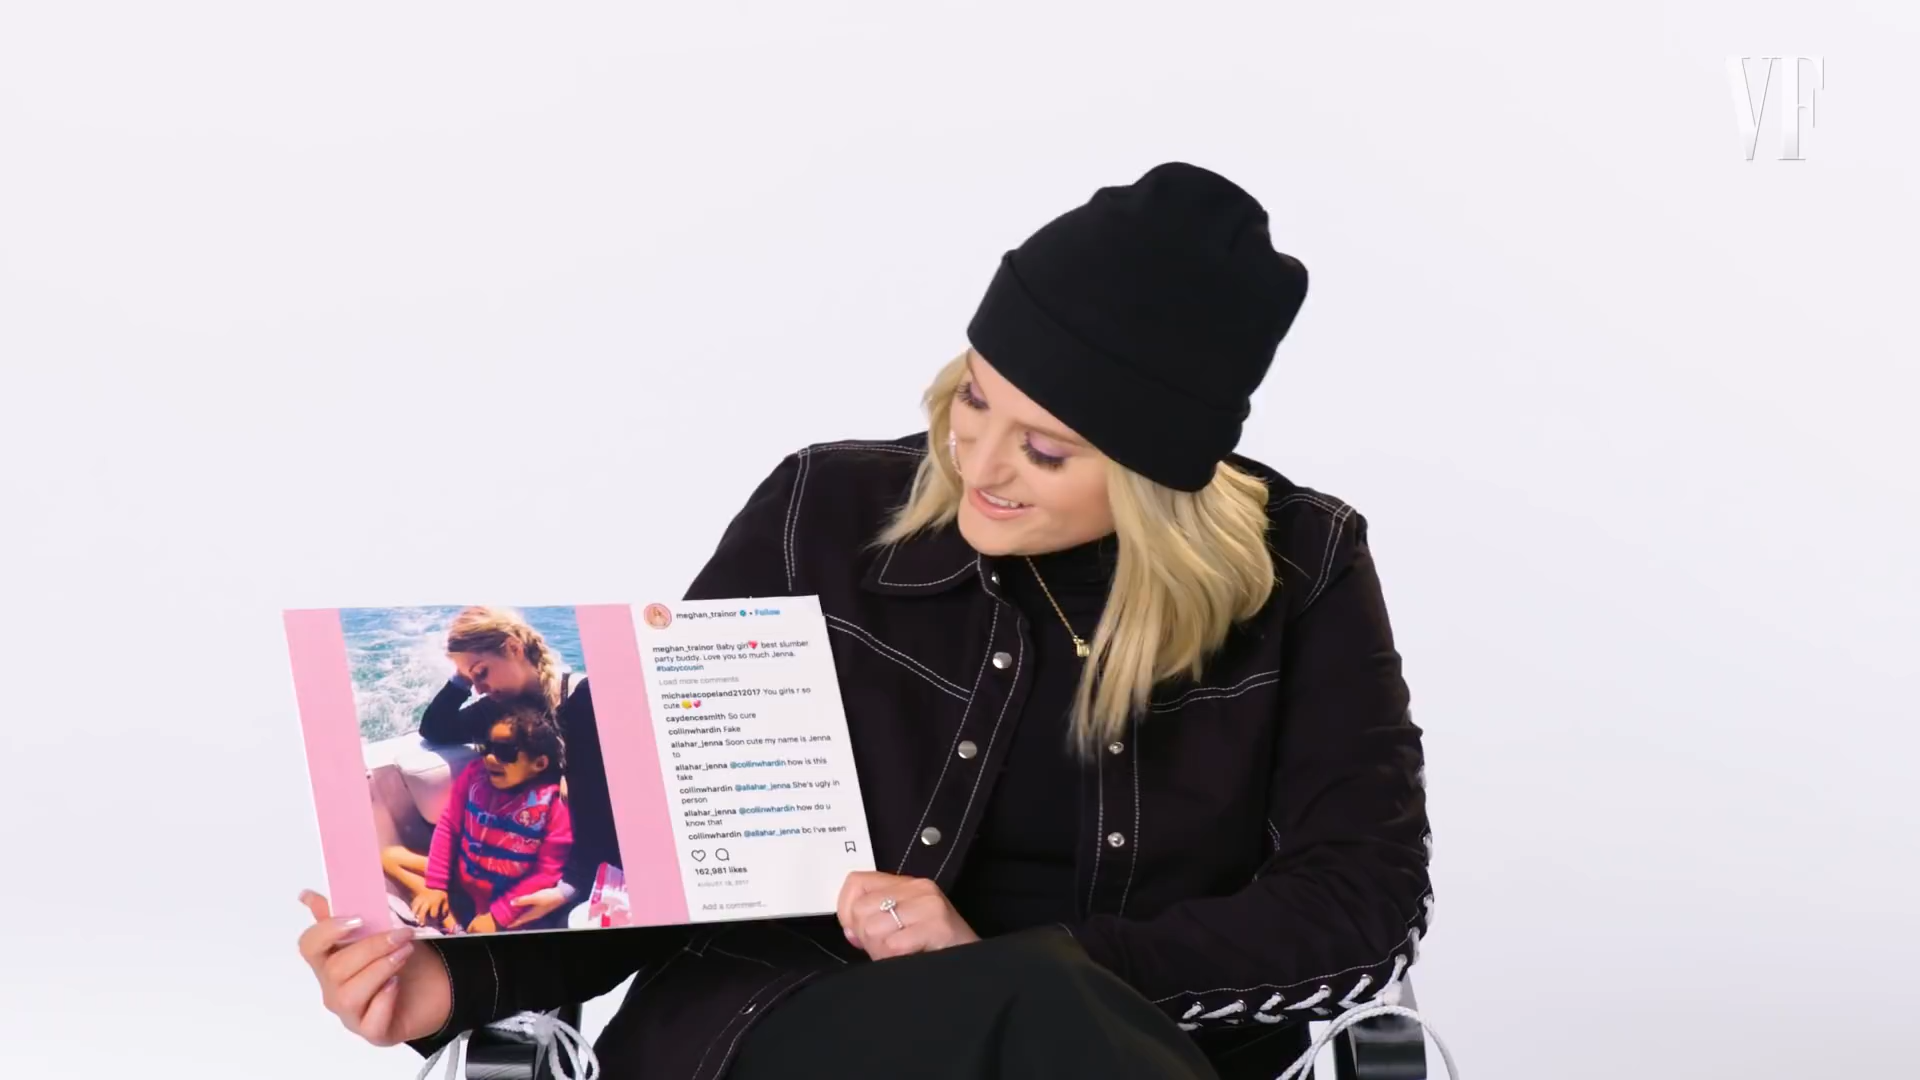 VF
meghan_trainor • Follow
meghan_trainor Baby girl💖 best slumber
party buddy. Love you so much Jenna.
#babycousin
Load more comments
michaelacopeland212017 You girls r so
cute 😋💕
caydencesmith So cure
collinwhardin Fake
allahar_jenna Soon cute my name is Jenna
to
allahar_jenna @collinwhardin how is this
fake
collinwhardin @allahar_jenna She's ugly in
person
allahar_jenna @collinwhardin how do u
know that
collinwhardin @allahar_jenna bc I've seen
162,981 likes
AUGUST 19, 2017
Add a comment...